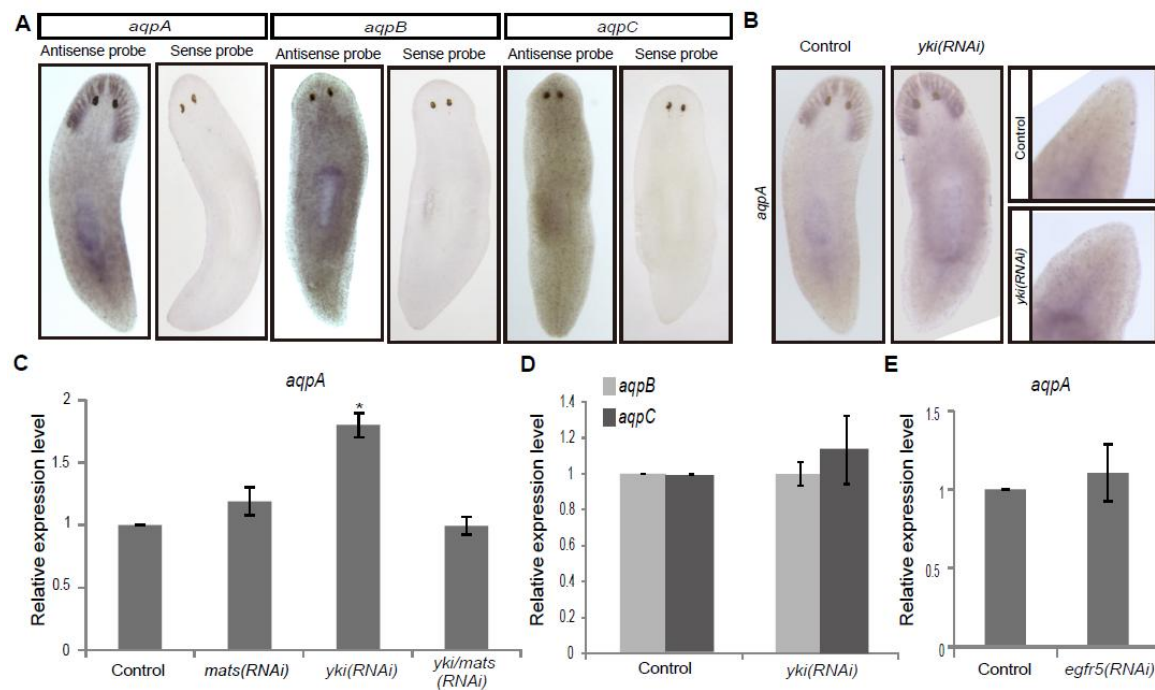 A
aqpA
aqpB
aqpC
Antisense probe
Sense probe
Antisense probe
Sense probe
Antisense probe
Sense probe
B
Control
yki(RNAi)
aqpA
Control
yki(RNAi)
C
aqpA
Relative expression level
2
1.5
1
0.5
0
*
Control
mats(RNAi)
yki(RNAi)
yki/mats
(RNAi)
D
aqpB
aqpC
Relative expression level
1.4
1.2
1
0.8
0.6
0.4
0.2
0
Control
yki(RNAi)
E
aqpA
Relative expression level
1.5
1
0.5
0
Control
egfr5(RNAi)